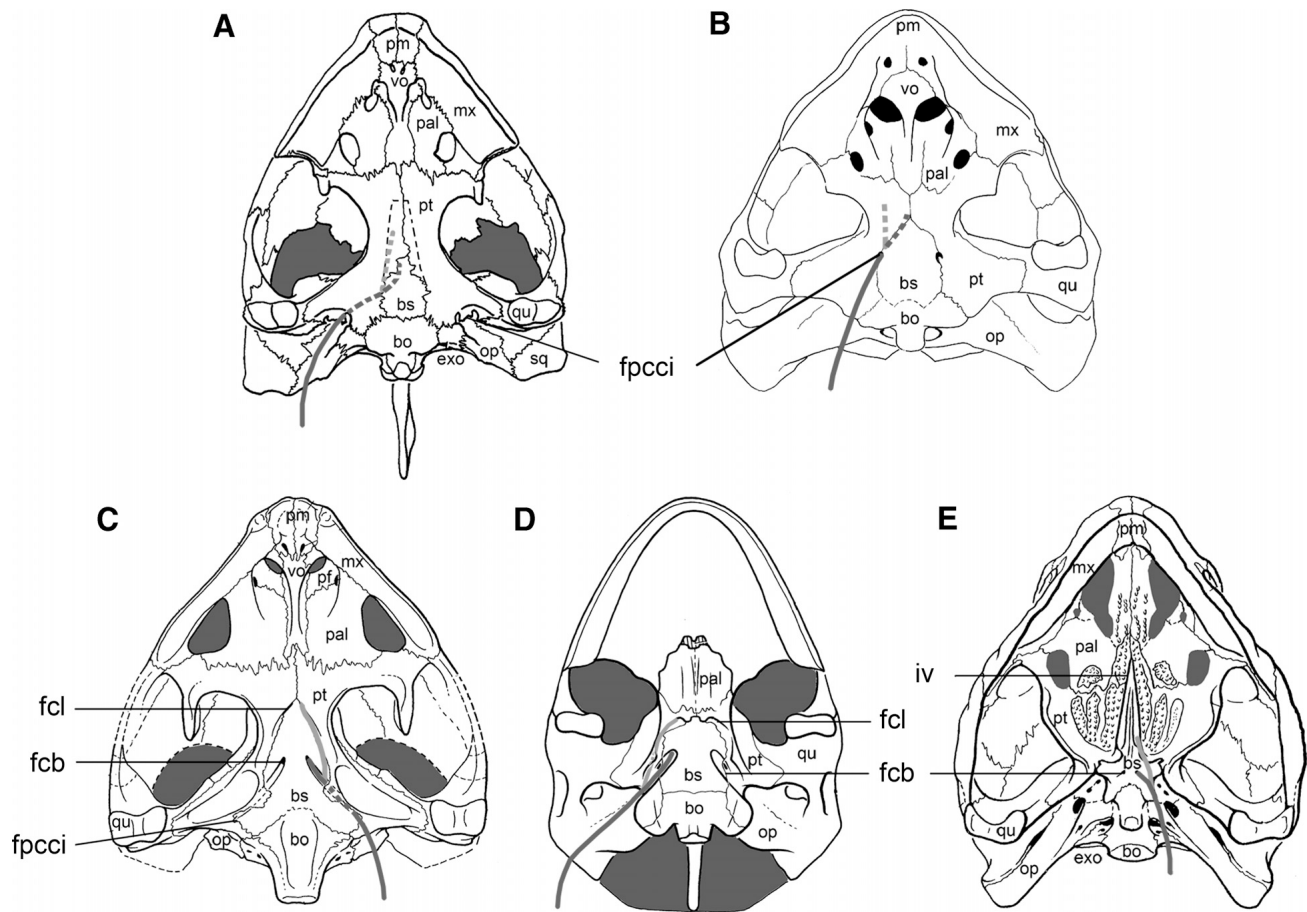 A
pm
vo
mx
pal
pt
bs
qu
bo
exo
op
sq
B
pm
vo
mx
pal
bs
pt
qu
bo
op
fpcci
C
pm
mx
vo
pf
pal
pt
fcl
fcb
bs
fpcci
qu
op
bo
D
pal
fcl
qu
pt
fcb
bs
bo
op
E
pm
mx
pal
iv
pt
bs
qu
op
exo
bo